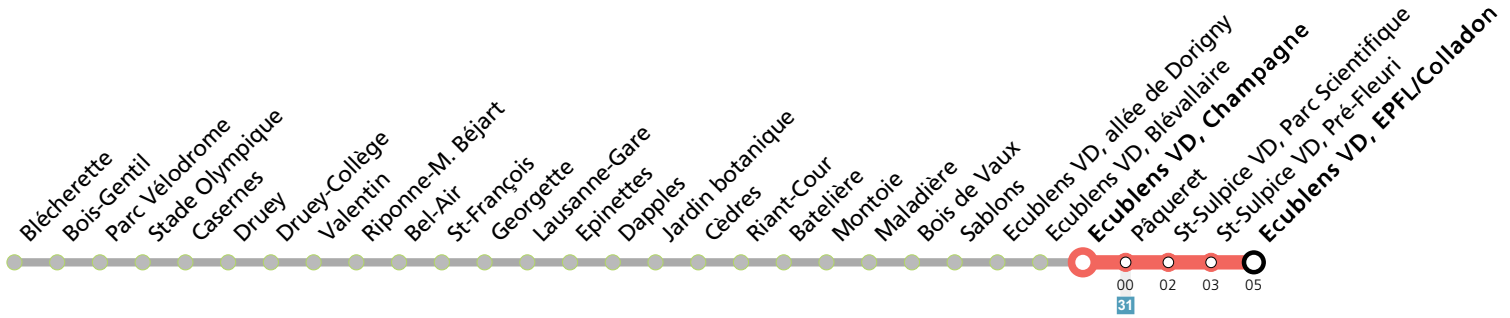 Blécherette
Bois-Gentil
Parc Vélodrome
Stade Olympique
Casernes
Druey
Druey-Collège
Valentin
Riponne-M. Béjart
Bel-Air
St-François
Georgette
Lausanne-Gare
Epinettes
Dapples
Jardin botanique
Cèdres
Riant-Cour
Batelière
Montoie
Maladière
Bois de Vaux
Sablons
Ecublens VD, allée de Dorigny
Ecublens VD, Blévallaire
Ecublens VD, Champagne
Pâqueret
St-Sulpice VD, Parc Scientifique
St-Sulpice VD, Pré-Fleuri
Ecublens VD, EPFL/Colladon
00 02 03 05
31